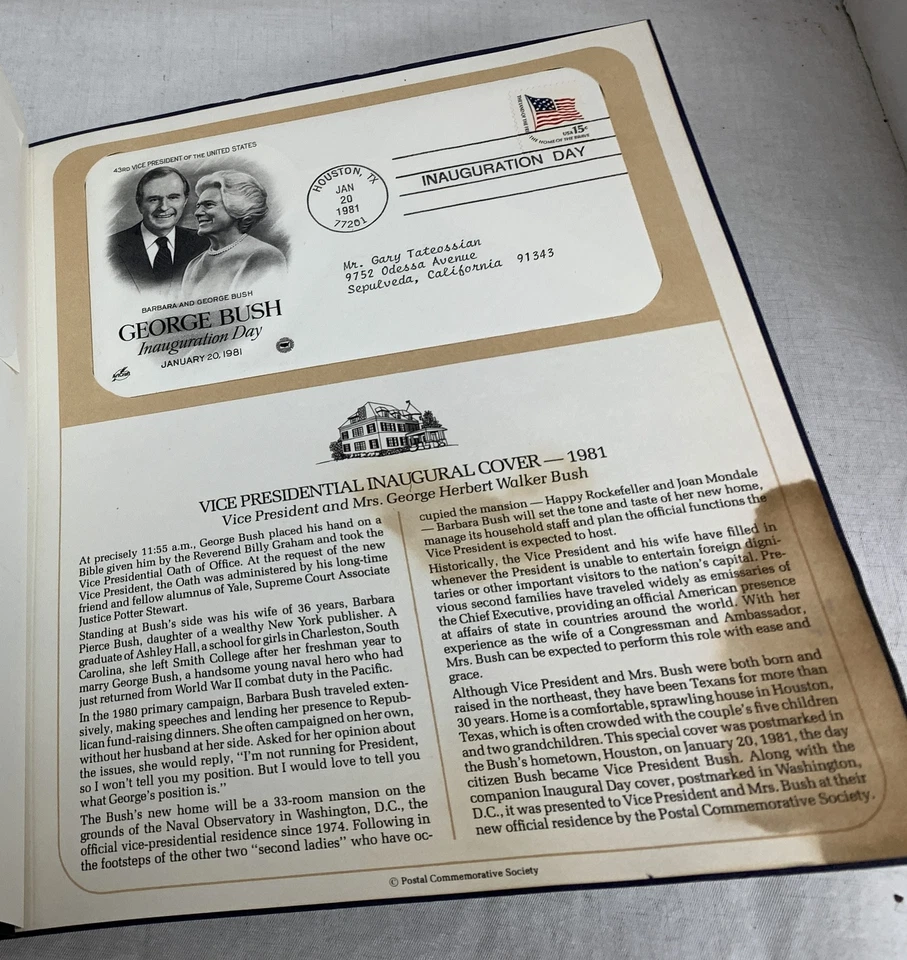 43RD VICE PRESIDENT OF THE UNITED STATES
BARBARA AND GEORGE BUSH
GEORGE BUSH
Inauguration Day
JANUARY 20, 1981
HOUSTON, TX
JAN
20
1981
77201
INAUGURATION DAY
USA 15c
THE HOME OF THE BRAVE
Mr. Gary Tateossian
9752 Odessa Avenue
Sepulveda, California 91343
VICE PRESIDENTIAL INAUGURAL COVER — 1981
Vice President and Mrs. George Herbert Walker Bush
At precisely 11:55 a.m., George Bush placed his hand on a
Bible given him by the Reverend Billy Graham and took the
Vice Presidential Oath of Office. At the request of the new
Vice President, the Oath was administered by his long-time
friend and fellow alumnus of Yale, Supreme Court Associate
Justice Potter Stewart.
Standing at Bush's side was his wife of 36 years, Barbara
Pierce Bush, daughter of a wealthy New York publisher. A
graduate of Ashley Hall, a school for girls in Charleston, South
Carolina, she left Smith College after her freshman year to
marry George Bush, a handsome young naval hero who had
just returned from World War II combat duty in the Pacific.
In the 1980 primary campaign, Barbara Bush traveled exten-
sively, making speeches and lending her presence to Repub-
lican fund-raising dinners. She often campaigned on her own,
without her husband at her side. Asked for her opinion about
the issues, she would reply, "I'm not running for President,
so I won't tell you my position. But I would love to tell you
what George's position is."
The Bush's new home will be a 33-room mansion on the
grounds of the Naval Observatory in Washington, D.C., the
official vice-presidential residence since 1974. Following in
the footsteps of the other two "second ladies" who have oc-
cupied the mansion — Happy Rockefeller and Joan Mondale
— Barbara Bush will set the tone and taste of her new home,
manage its household staff and plan the official functions the
Vice President is expected to host.
Historically, the Vice President and his wife have filled in
whenever the President is unable to entertain foreign digni-
taries or other important visitors to the nation's capital. Pre-
vious second families have traveled widely as emissaries of
the Chief Executive, providing an official American presence
at affairs of state in countries around the world. With her
experience as the wife of a Congressman and Ambassador,
Mrs. Bush can be expected to perform this role with ease and
grace.
Although Vice President and Mrs. Bush were both born and
raised in the northeast, they have been Texans for more than
30 years. Home is a comfortable, sprawling house in Houston,
Texas, which is often crowded with the couple's five children
and two grandchildren. This special cover was postmarked in
the Bush's hometown, Houston, on January 20, 1981, the day
citizen Bush became Vice President Bush. Along with the
companion Inaugural Day cover, postmarked in Washington,
D.C., it was presented to Vice President and Mrs. Bush at their
new official residence by the Postal Commemorative Society.
© Postal Commemorative Society